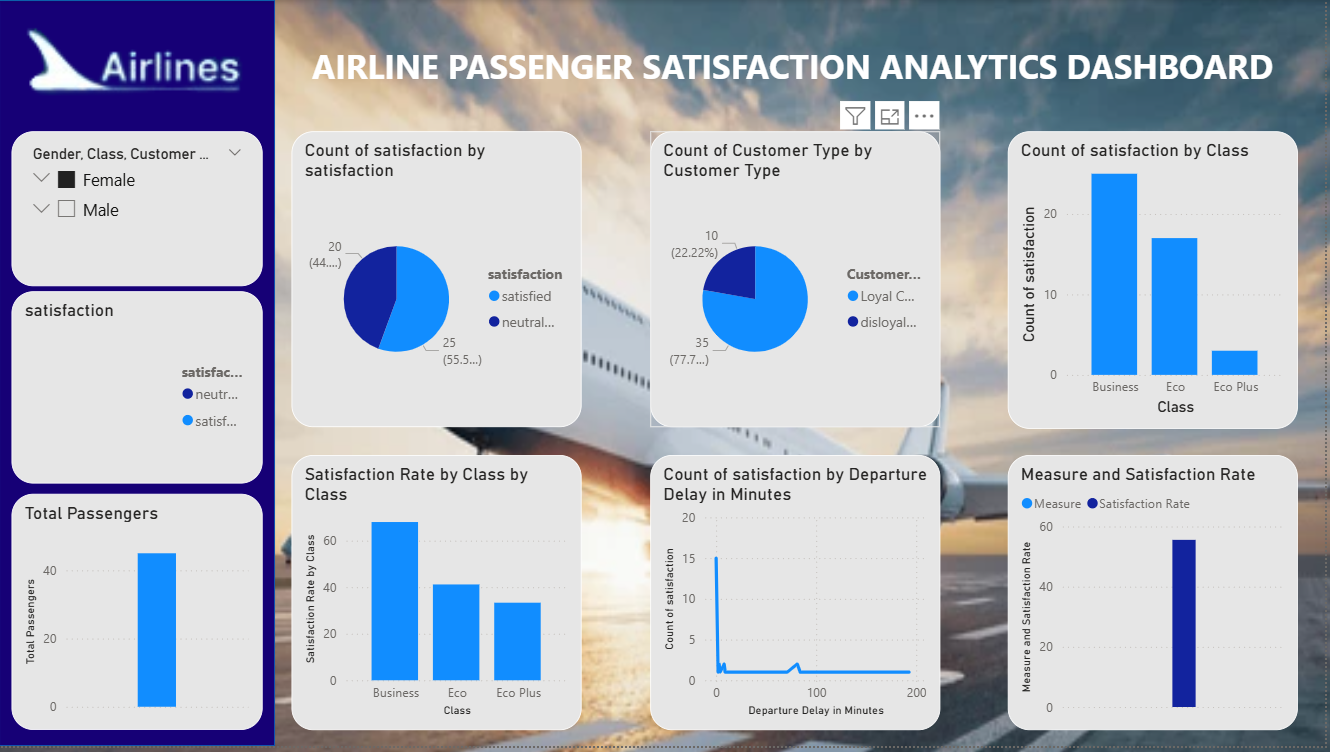 Airlines
AIRLINE PASSENGER SATISFACTION ANALYTICS DASHBOARD
Gender, Class, Customer ...
Female
Male
satisfaction
satisfac...
neutr...
satisf...
Total Passengers
Total Passengers
40
20
0
Count of satisfaction by
satisfaction
20
(44....)
25
(55.5...)
satisfaction
satisfied
neutral...
Count of Customer Type by
Customer Type
10
(22.22%)
35
(77.7...)
Customer...
Loyal C...
disloyal...
Count of satisfaction by Class
Count of satisfaction
20
10
0
Business Eco Eco Plus
Class
Satisfaction Rate by Class by
Class
Satisfaction Rate by Class
60
40
20
0
Business Eco Eco Plus
Class
Count of satisfaction by Departure
Delay in Minutes
Count of satisfaction
20
15
10
5
0
0 100 200
Departure Delay in Minutes
Measure and Satisfaction Rate
Measure Satisfaction Rate
Measure and Satisfaction Rate
60
40
20
0